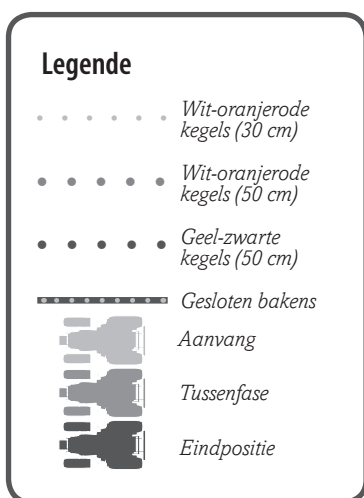 Legende
Wit-oranjerode
kegels (30 cm)
Wit-oranjerode
kegels (50 cm)
Geel-zwarte
kegels (50 cm)
Gesloten bakens
Aanvang
Tussenfase
Eindpositie